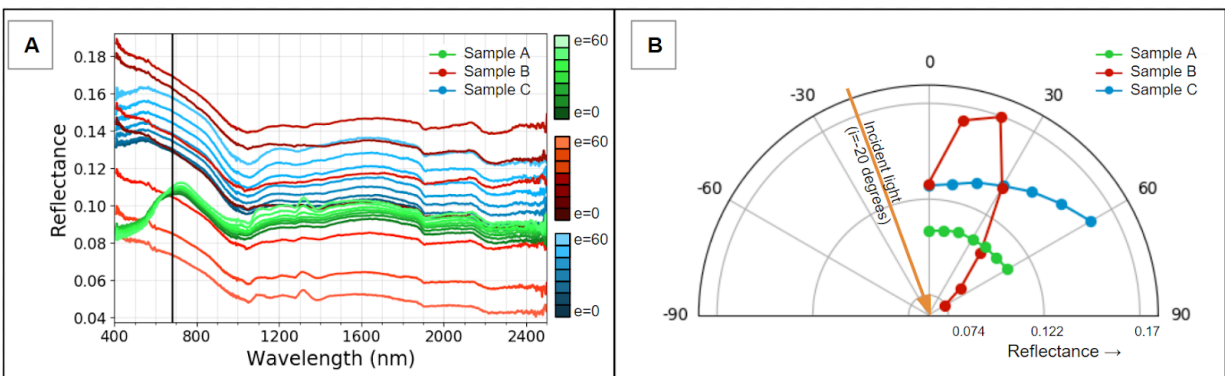 A
Reflectance
0.18
0.16
0.14
0.12
0.10
0.08
0.06
0.04
400
800
1200
1600
2000
2400
Wavelength (nm)
Sample A
Sample B
Sample C
e=60
e=0
e=60
e=0
e=60
e=0
B
-90
-60
-30
0
30
60
90
Incident light
(i=-20 degrees)
Sample A
Sample B
Sample C
0.074
0.122
0.17
Reflectance →